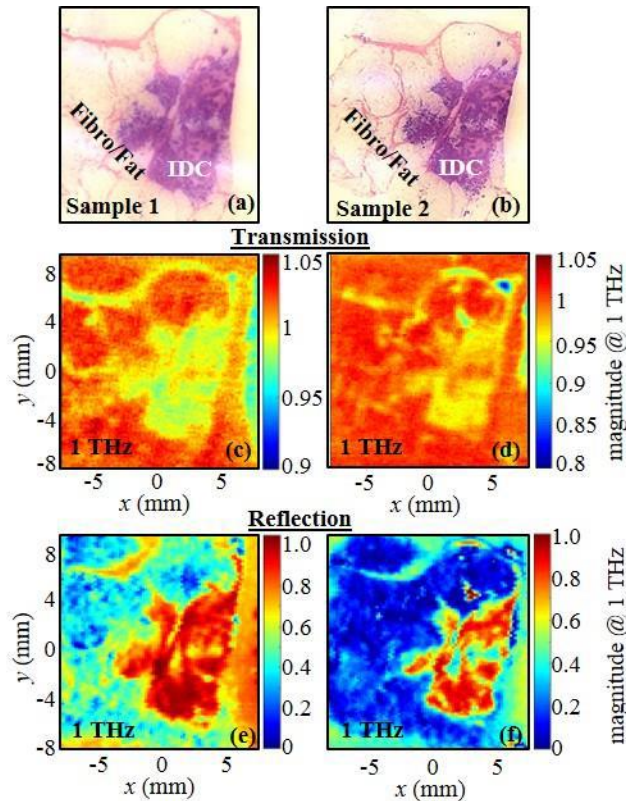 Fibro/Fat
IDC
Sample 1
(a)
Fibro/Fat
IDC
Sample 2
(b)
Transmission
8
4
0
-4
-8
y (mm)
1 THz
(c)
-5 0 5
x (mm)
1.05
1
0.95
0.9
1 THz
(d)
-5 0 5
x (mm)
1.05
1
0.95
0.9
0.85
0.8
magnitude @ 1 THz
Reflection
8
4
0
-4
-8
y (mm)
1 THz
(e)
-5 0 5
x (mm)
1.0
0.8
0.6
0.4
0.2
0
1 THz
(f)
-5 0 5
x (mm)
1.0
0.8
0.6
0.4
0.2
0
magnitude @ 1 THz